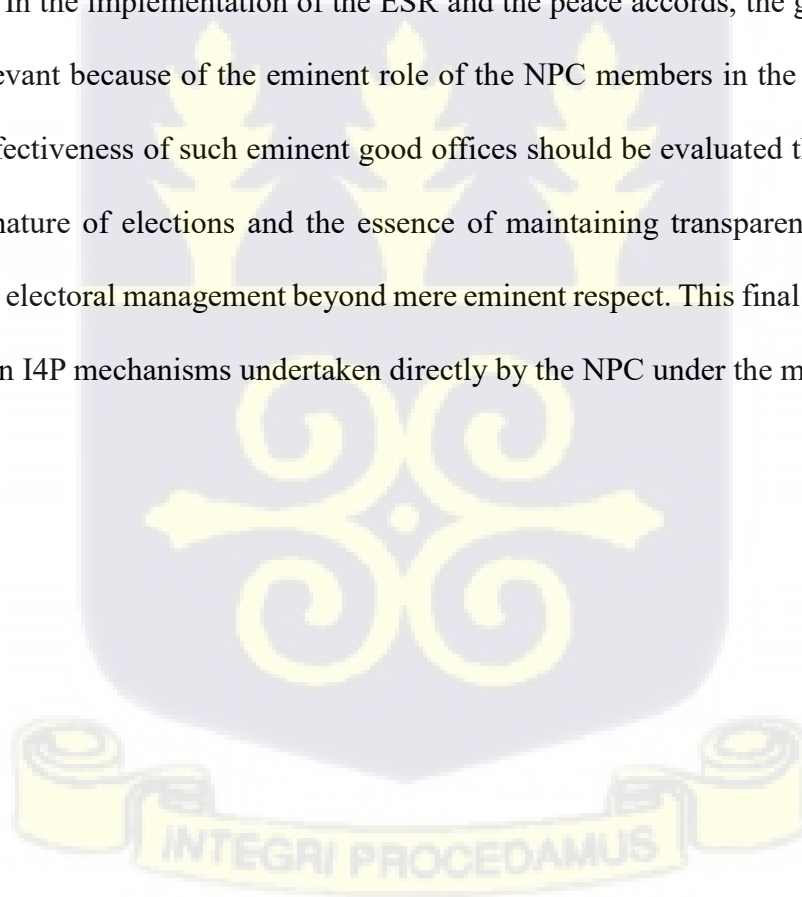 in the implementation of the ESR and the peace accords, the g
evant because of the eminent role of the NPC members in the
fectiveness of such eminent good offices should be evaluated t
nature of elections and the essence of maintaining transparen
electoral management beyond mere eminent respect. This final
n I4P mechanisms undertaken directly by the NPC under the m
INTEGRI PROCEDAMUS